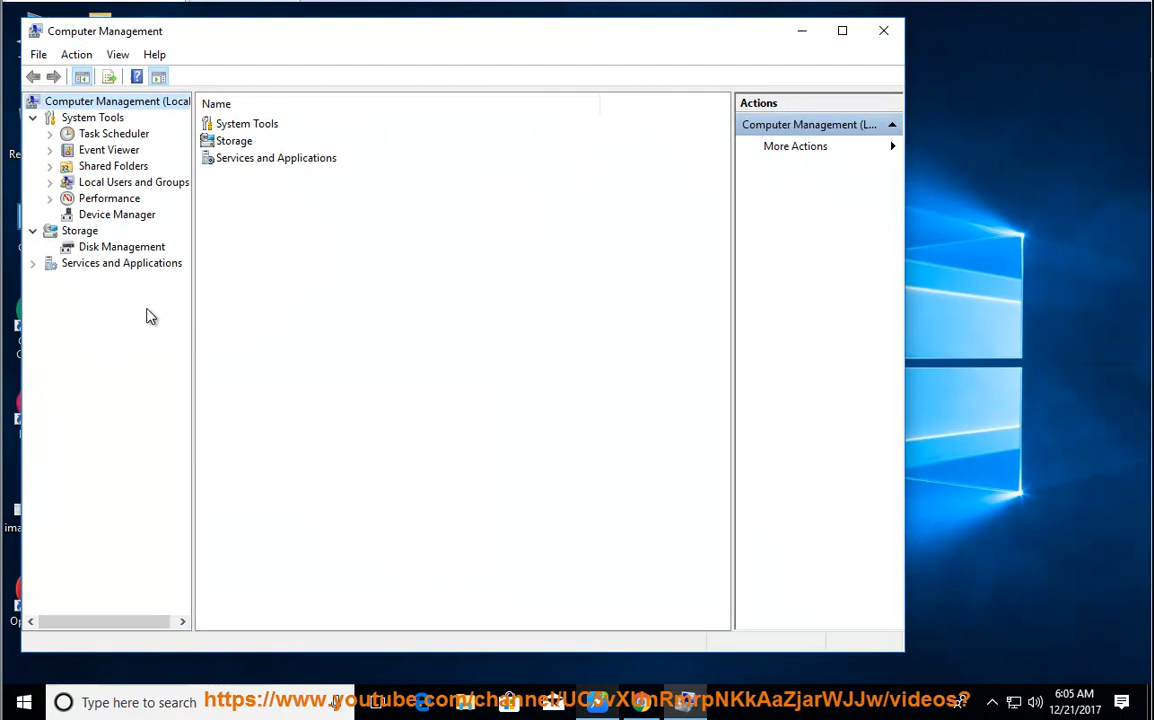 Computer Management
File Action View Help
Computer Management (Local
System Tools
Task Scheduler
Event Viewer
Shared Folders
Local Users and Groups
Performance
Device Manager
Storage
Disk Management
Services and Applications
Name
System Tools
Storage
Services and Applications
Actions
Computer Management (L...
More Actions
Type here to search
6:05 AM
12/21/2017